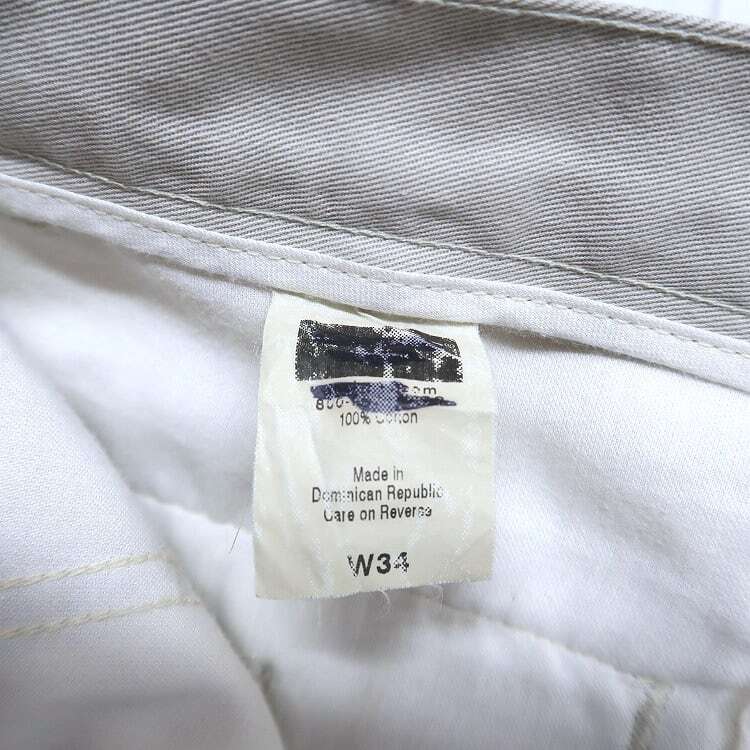 100% Cotton
Made in
Dominican Republic
Care on Reverse
W34